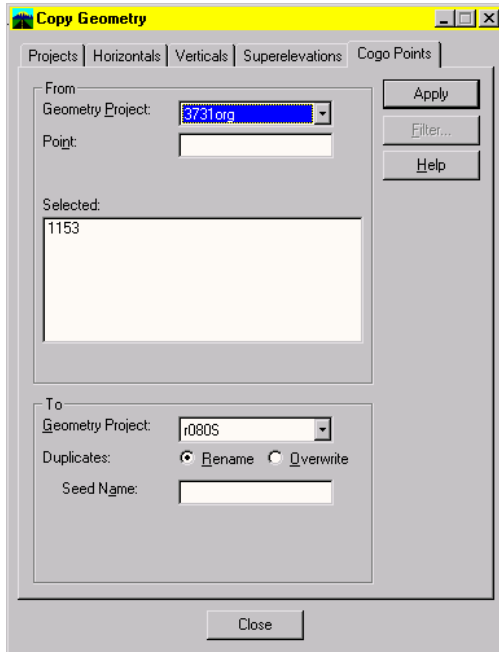 Copy Geometry
Projects Horizontals Verticals Superelevations Cogo Points
From
Geometry Project: 3731org
Point:
Selected:
1153
Apply
Filter...
Help
To
Geometry Project: r080S
Duplicates: Rename Overwrite
Seed Name:
Close